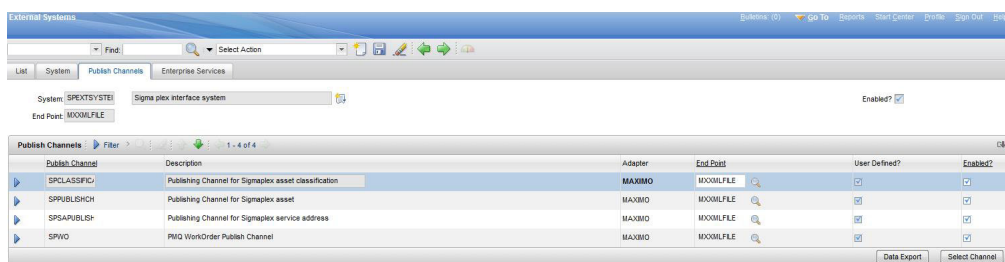 External Systems Bulletins: (0) Go To Reports Start Center Profile Sign Out Help
Find: Select Action
List System Publish Channels Enterprise Services
System: SPEXTSYSTEI Sigma plex interface system Enabled?
End Point: MXXMLFILE
Publish Channels Filter 1 - 4 of 4
Publish Channel Description Adapter End Point User Defined? Enabled?
SPCLASSIFIC/ Publishing Channel for Sigmaplex asset classification MAXIMO MXXMLFILE
SPPUBLISHCH Publishing Channel for Sigmaplex asset MAXIMO MXXMLFILE
SPSAPUBLISH Publishing Channel for Sigmaplex service address MAXIMO MXXMLFILE
SPWO PMQ WorkOrder Publish Channel MAXIMO MXXMLFILE
Data Export Select Channel